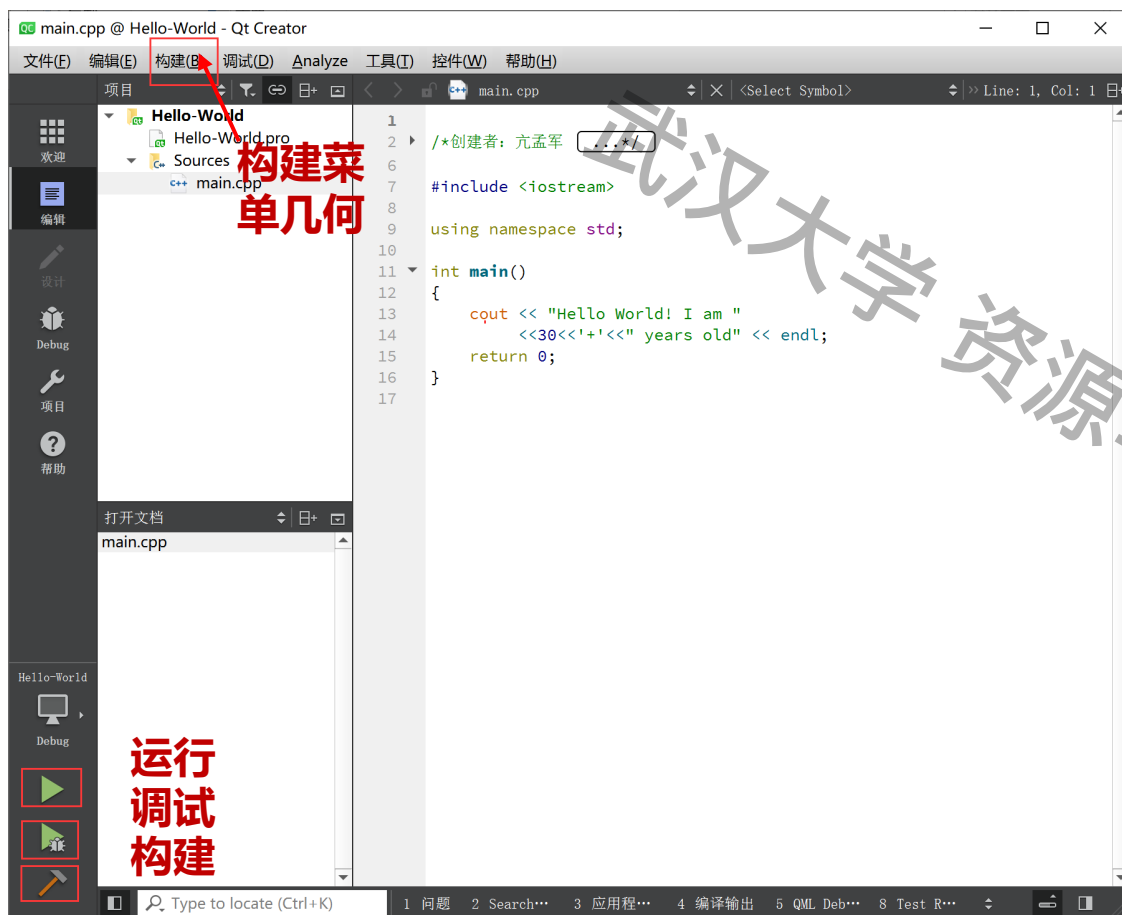 main.cpp @ Hello-World - Qt Creator
文件(F) 编辑(E) 构建(B 调试(D) Analyze 工具(T) 控件(W) 帮助(H)
项目 main.cpp <Select Symbol> Line: 1, Col: 1
欢迎
编辑
设计
Debug
项目
帮助
Hello-World
Hello-World.pro
Sources
main.cpp
构建菜
单几何
1
2 /*创建者：亢孟军 ...*/
6
7 #include <iostream>
8
9 using namespace std;
10
11 int main()
12 {
13 cout << "Hello World! I am "
14 <<30<<'+'<<" years old" << endl;
15 return 0;
16 }
17
武汉大学 资源
打开文档
main.cpp
Hello-World
Debug
运行
调试
构建
Type to locate (Ctrl+K) 1 问题 2 Search… 3 应用程… 4 编译输出 5 QML Deb… 8 Test R…